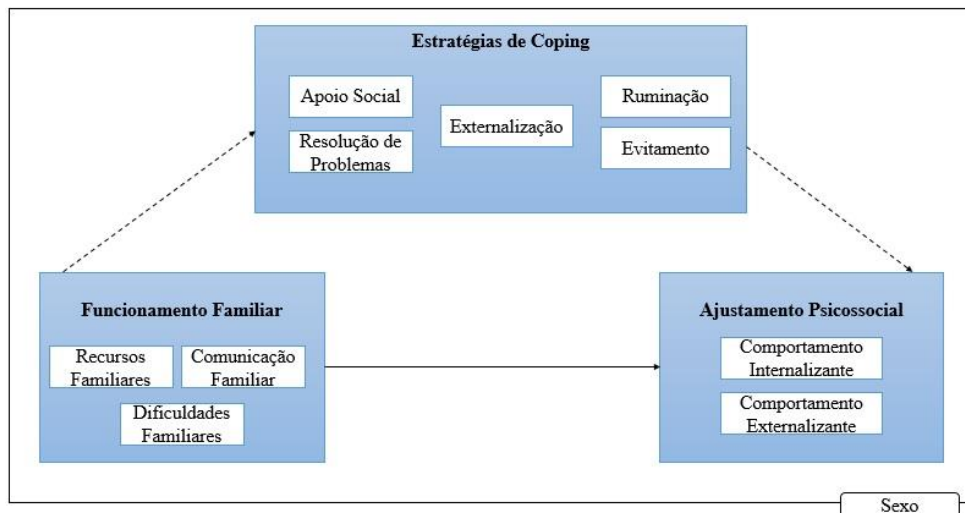 Estratégias de Coping
Apoio Social
Resolução de
Problemas
Externalização
Ruminação
Evitamento
Funcionamento Familiar
Recursos
Familiares
Comunicação
Familiar
Dificuldades
Familiares
Ajustamento Psicossocial
Comportamento
Internalizante
Comportamento
Externalizante
Sexo